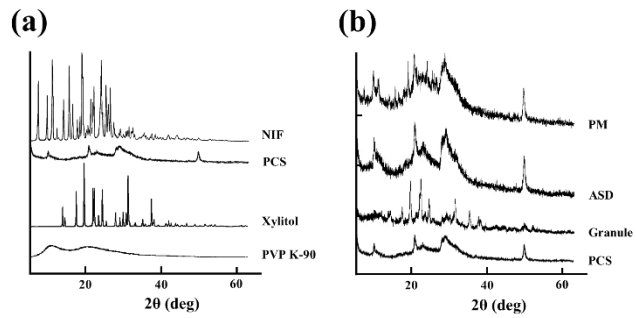 (a)
NIF
PCS
Xylitol
PVP K-90
20 40 60
2θ (deg)
(b)
PM
ASD
Granule
PCS
20 40 60
2θ (deg)